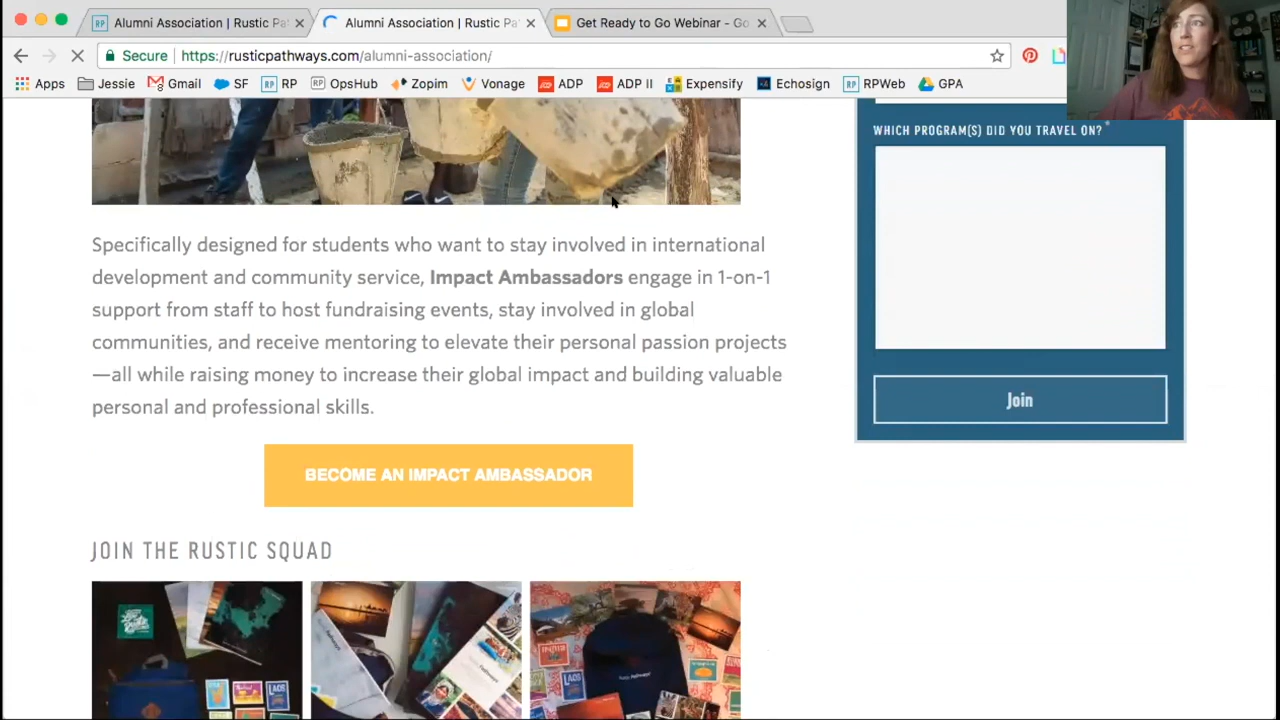 Alumni Association | Rustic Pa
Alumni Association | Rustic Pa
Get Ready to Go Webinar - Go
Secure
https://rusticpathways.com/alumni-association/
Apps
Jessie
Gmail
SF
RP
RP
RP
OpsHub
Zopim
Vonage
ADP
ADP II
Expensify
Echosign
RP
RPWeb
GPA
WHICH PROGRAM(S) DID YOU TRAVEL ON? *
Specifically designed for students who want to stay involved in international
development and community service, Impact Ambassadors engage in 1-on-1
support from staff to host fundraising events, stay involved in global
communities, and receive mentoring to elevate their personal passion projects
—all while raising money to increase their global impact and building valuable
personal and professional skills.
Join
BECOME AN IMPACT AMBASSADOR
JOIN THE RUSTIC SQUAD
LAOS
LAOS